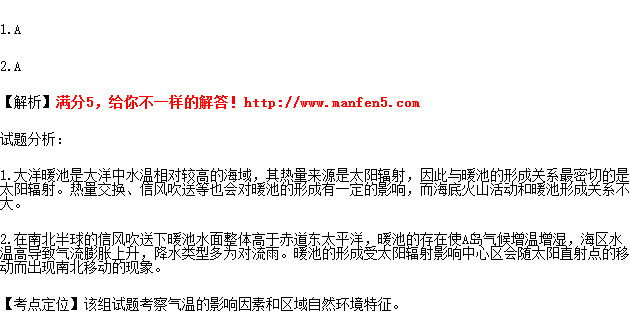 1.A
2.A
【解析】满分5，给你不一样的解答！http://www.manfen5.com
试题分析：
1.大洋暖池是大洋中水温相对较高的海域，其热量来源是太阳辐射，因此与暖池的形成关系最密切的是
太阳辐射。热量交换、信风吹送等也会对暖池的形成有一定的影响，而海底火山活动和暖池形成关系不
大。
2.在南北半球的信风吹送下暖池水面整体高于赤道东太平洋，暖池的存在使A岛气候增温增湿，海区水
温高导致气流膨胀上升，降水类型多为对流雨。暖池的形成受太阳辐射影响中心区会随太阳直射点的移
动而出现南北移动的现象。
【考点定位】该组试题考察气温的影响因素和区域自然环境特征。